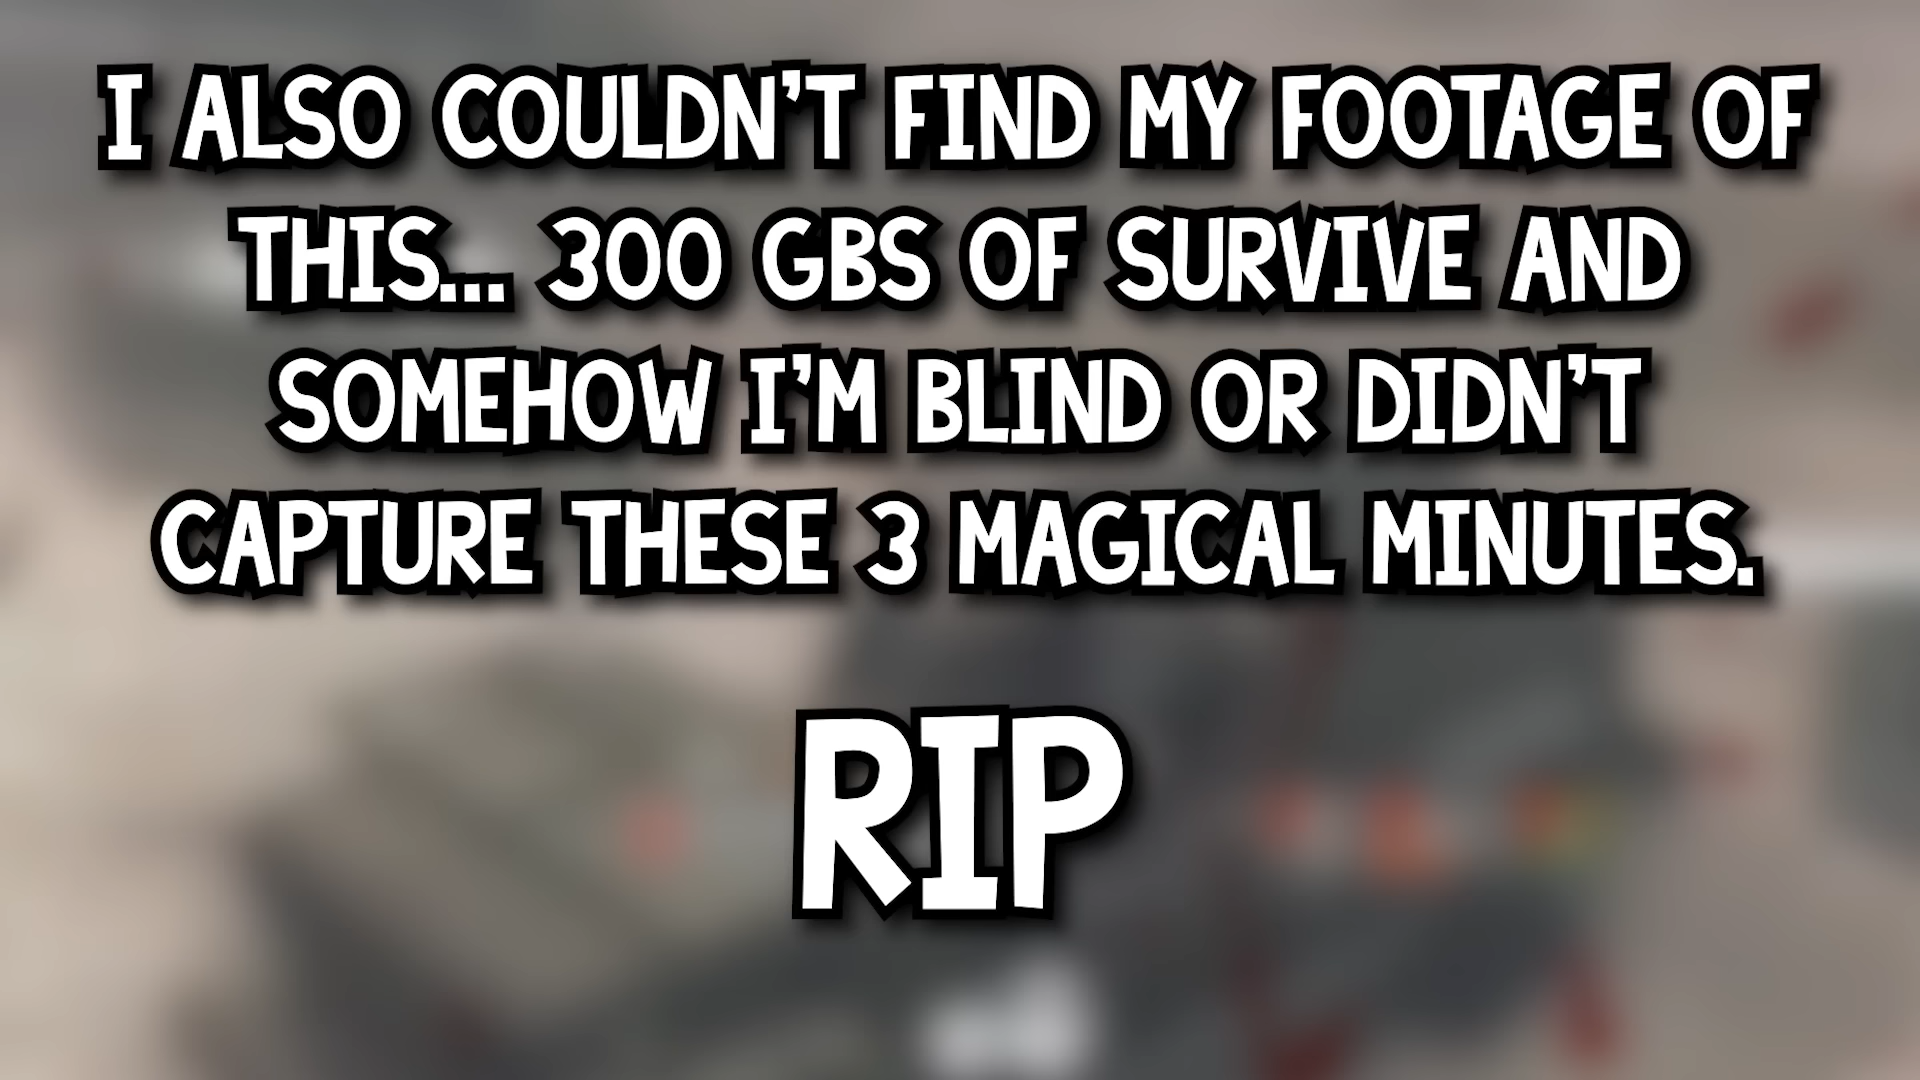 I ALSO COULDN'T FIND MY FOOTAGE OF
THIS... 300 GBS OF SURVIVE AND
SOMEHOW I'M BLIND OR DIDN'T
CAPTURE THESE 3 MAGICAL MINUTES.
RIP